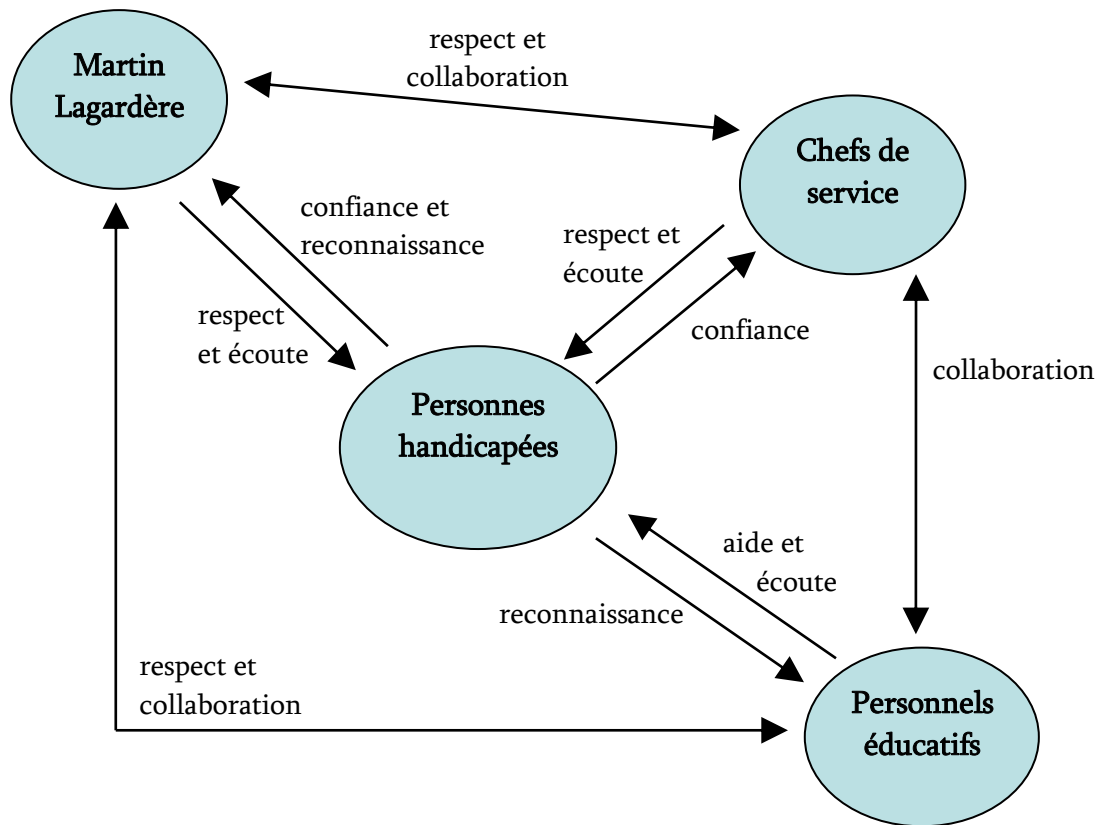 respect et
collaboration
Martin
Lagardère
Chefs de
service
confiance et
reconnaissance
respect et
écoute
respect
et écoute
confiance
collaboration
Personnes
handicapées
aide et
écoute
reconnaissance
respect et
collaboration
Personnels
éducatifs